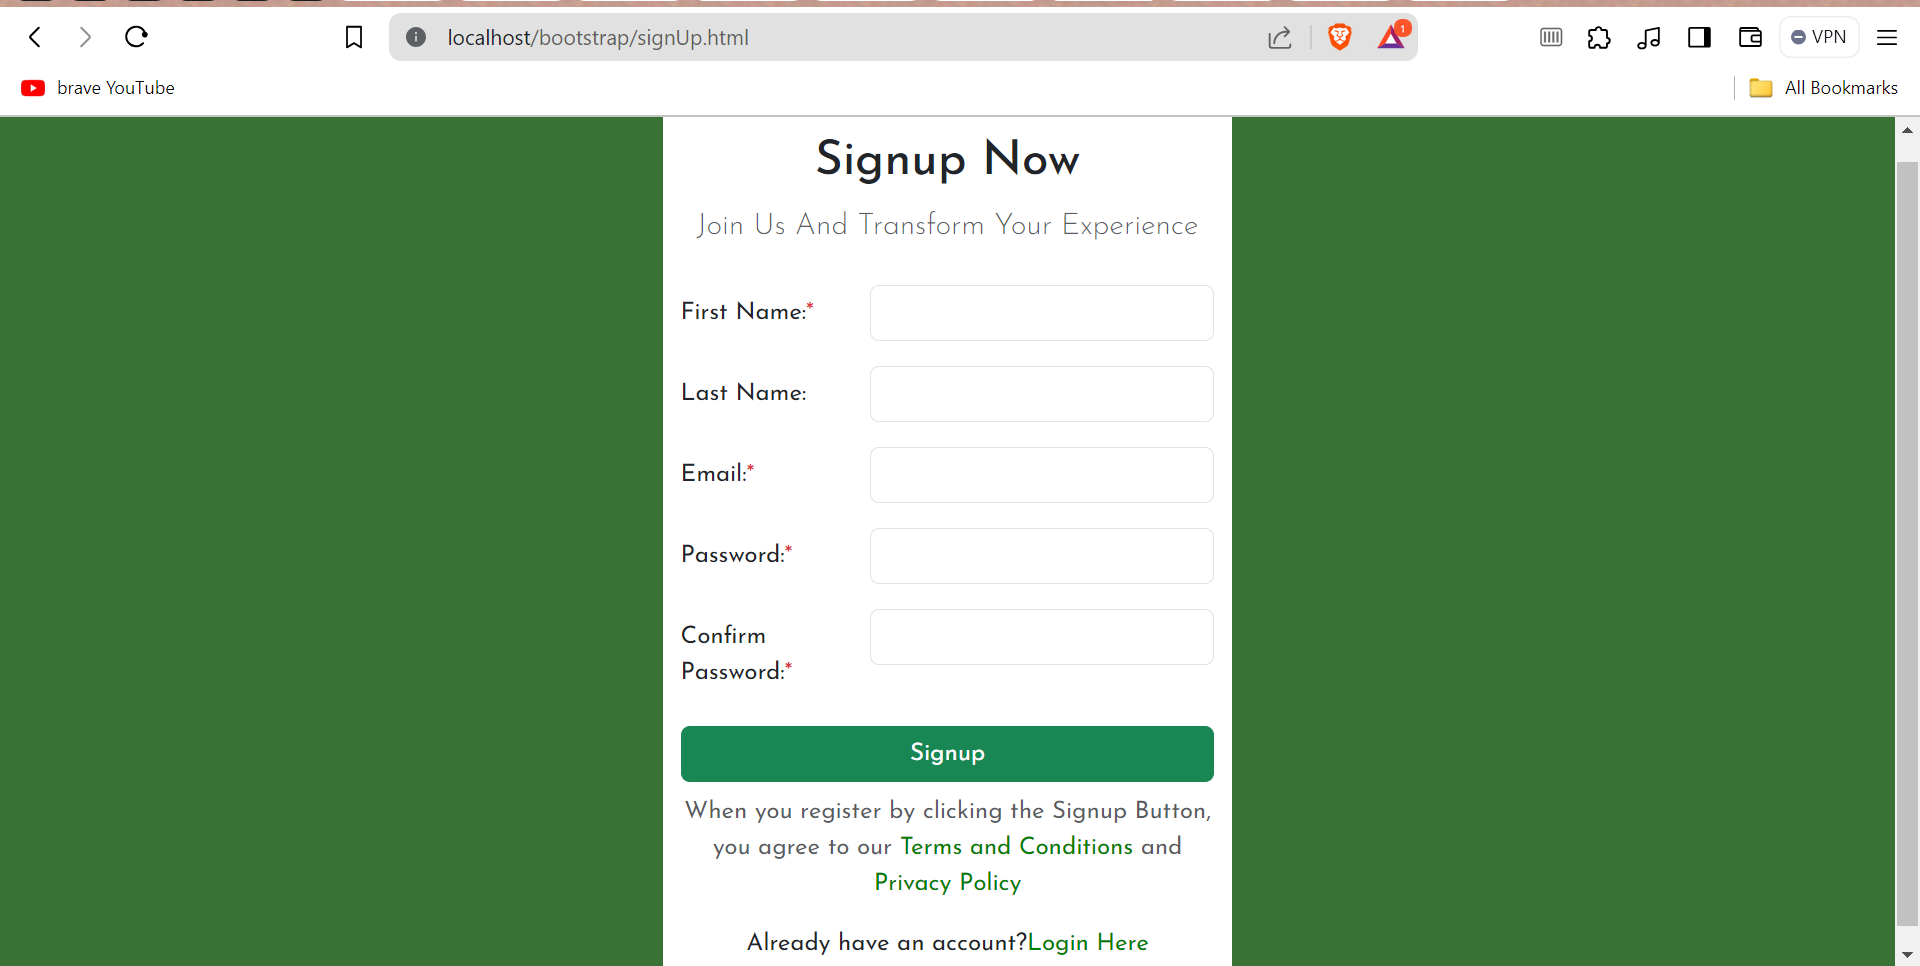 localhost/bootstrap/signUp.html
1
VPN
brave YouTube
All Bookmarks
Signup Now
Join Us And Transform Your Experience
First Name:*
Last Name:
Email:*
Password:*
Confirm
Password:*
Signup
When you register by clicking the Signup Button,
you agree to our Terms and Conditions and
Privacy Policy
Already have an account?Login Here